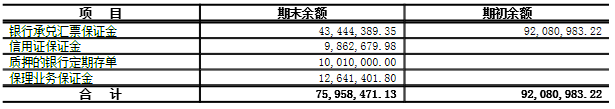 项 目 期末余额 期初余额
银行承兑汇票保证金 43,444,389.35 92,080,983.22
信用证保证金 9,862,679.98
质押的银行定期存单 10,010,000.00
保理业务保证金 12,641,401.80
合 计 75,958,471.13 92,080,983.22